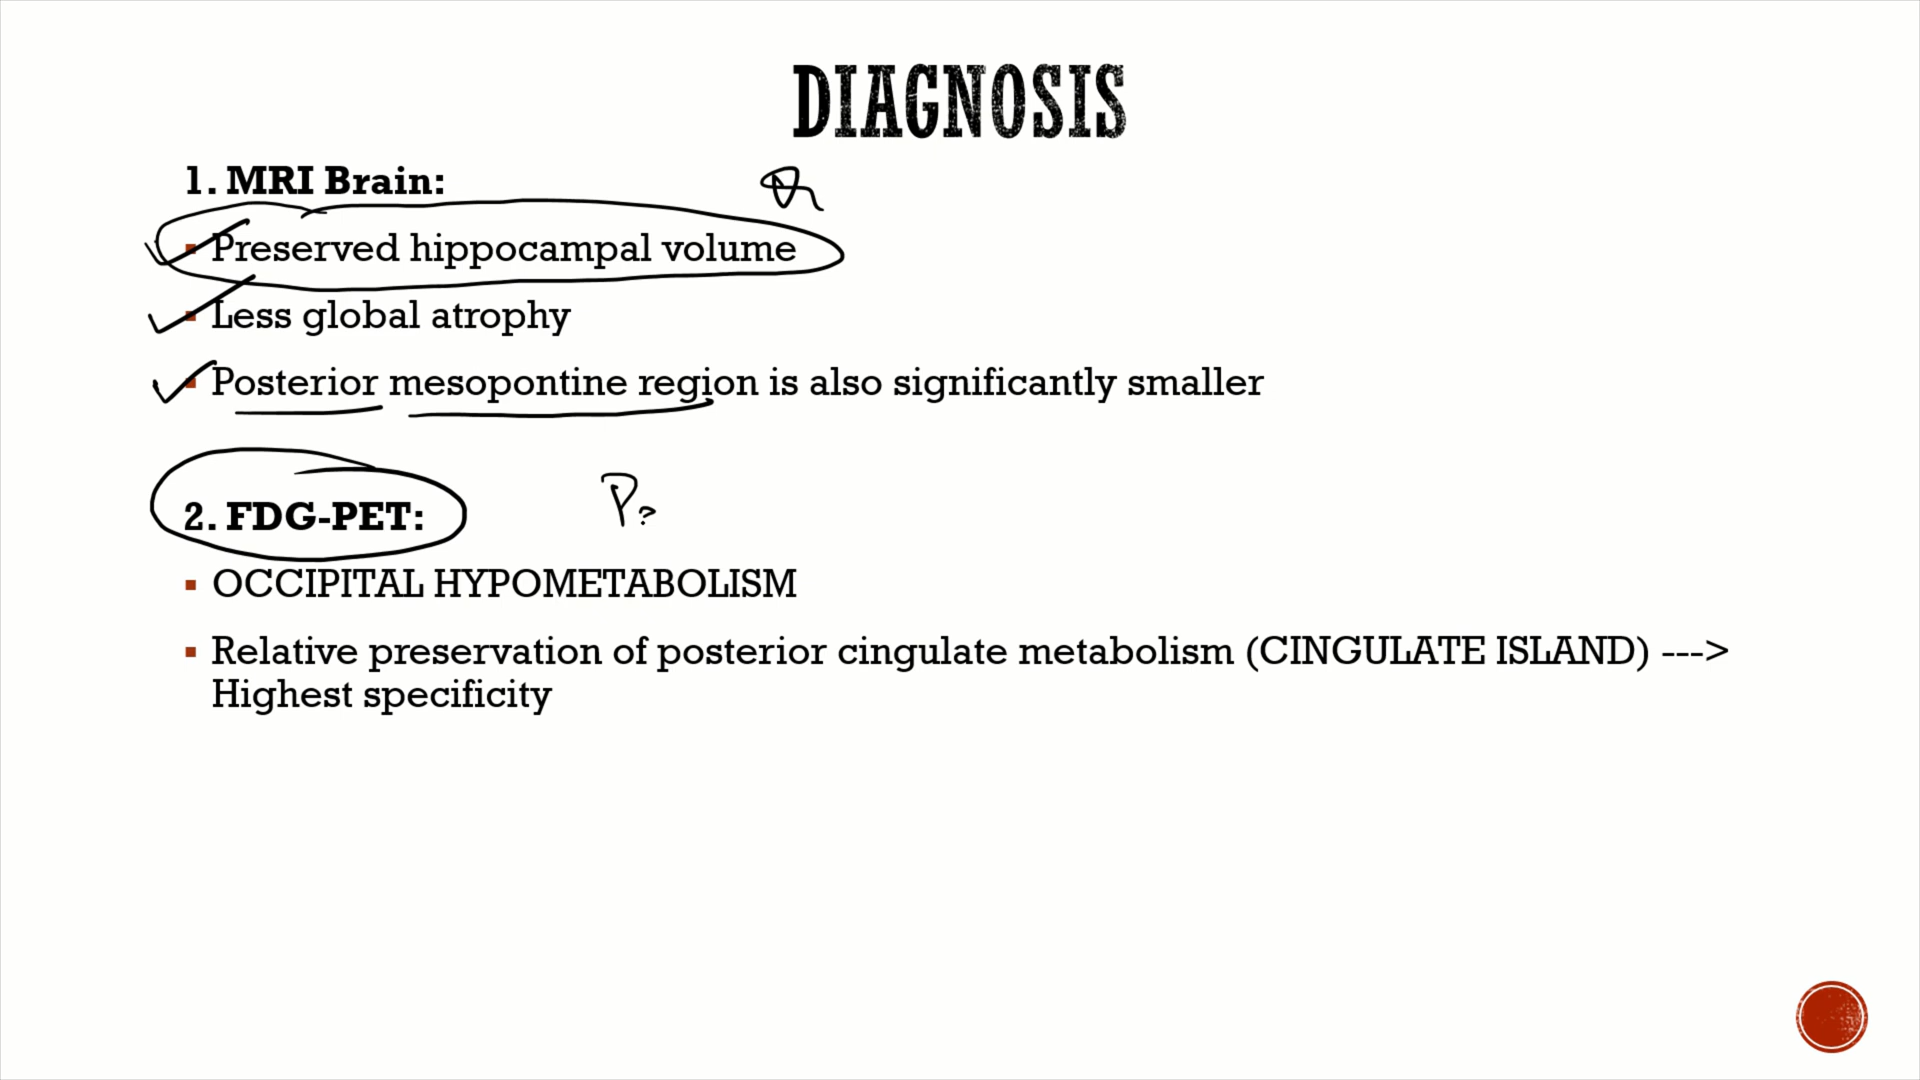 DIAGNOSIS
1. MRI Brain:
Preserved hippocampal volume
Less global atrophy
Posterior mesopontine region is also significantly smaller
2. FDG-PET:
P?
OCCIPITAL HYPOMETABOLISM
Relative preservation of posterior cingulate metabolism (CINGULATE ISLAND) --->
Highest specificity